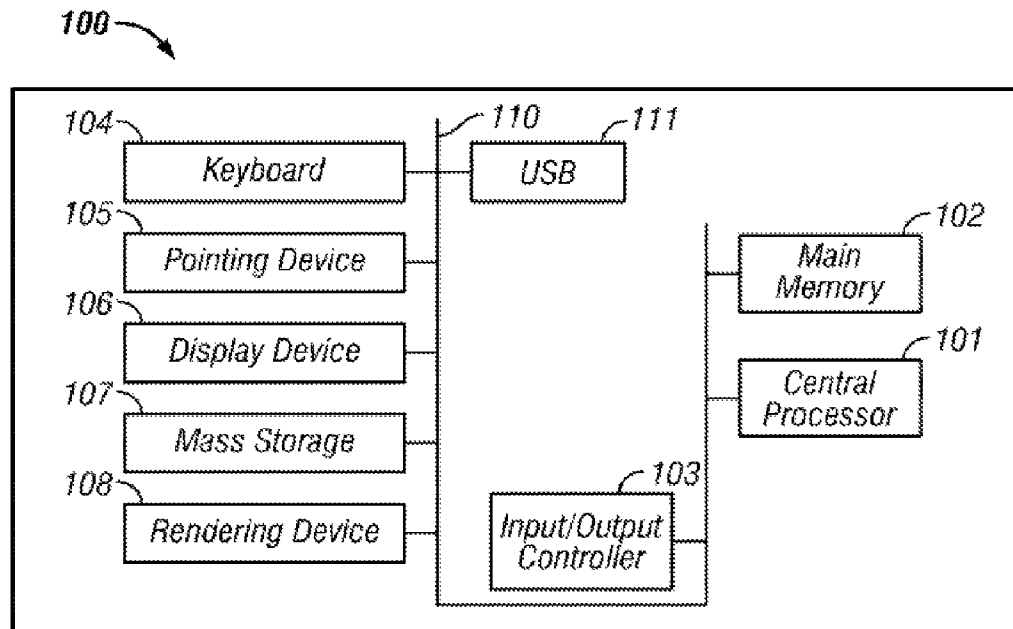 100
104
Keyboard
110
111
USB
105
Pointing Device
102
Main
Memory
106
Display Device
101
Central
Processor
107
Mass Storage
103
Input/Output
Controller
108
Rendering Device